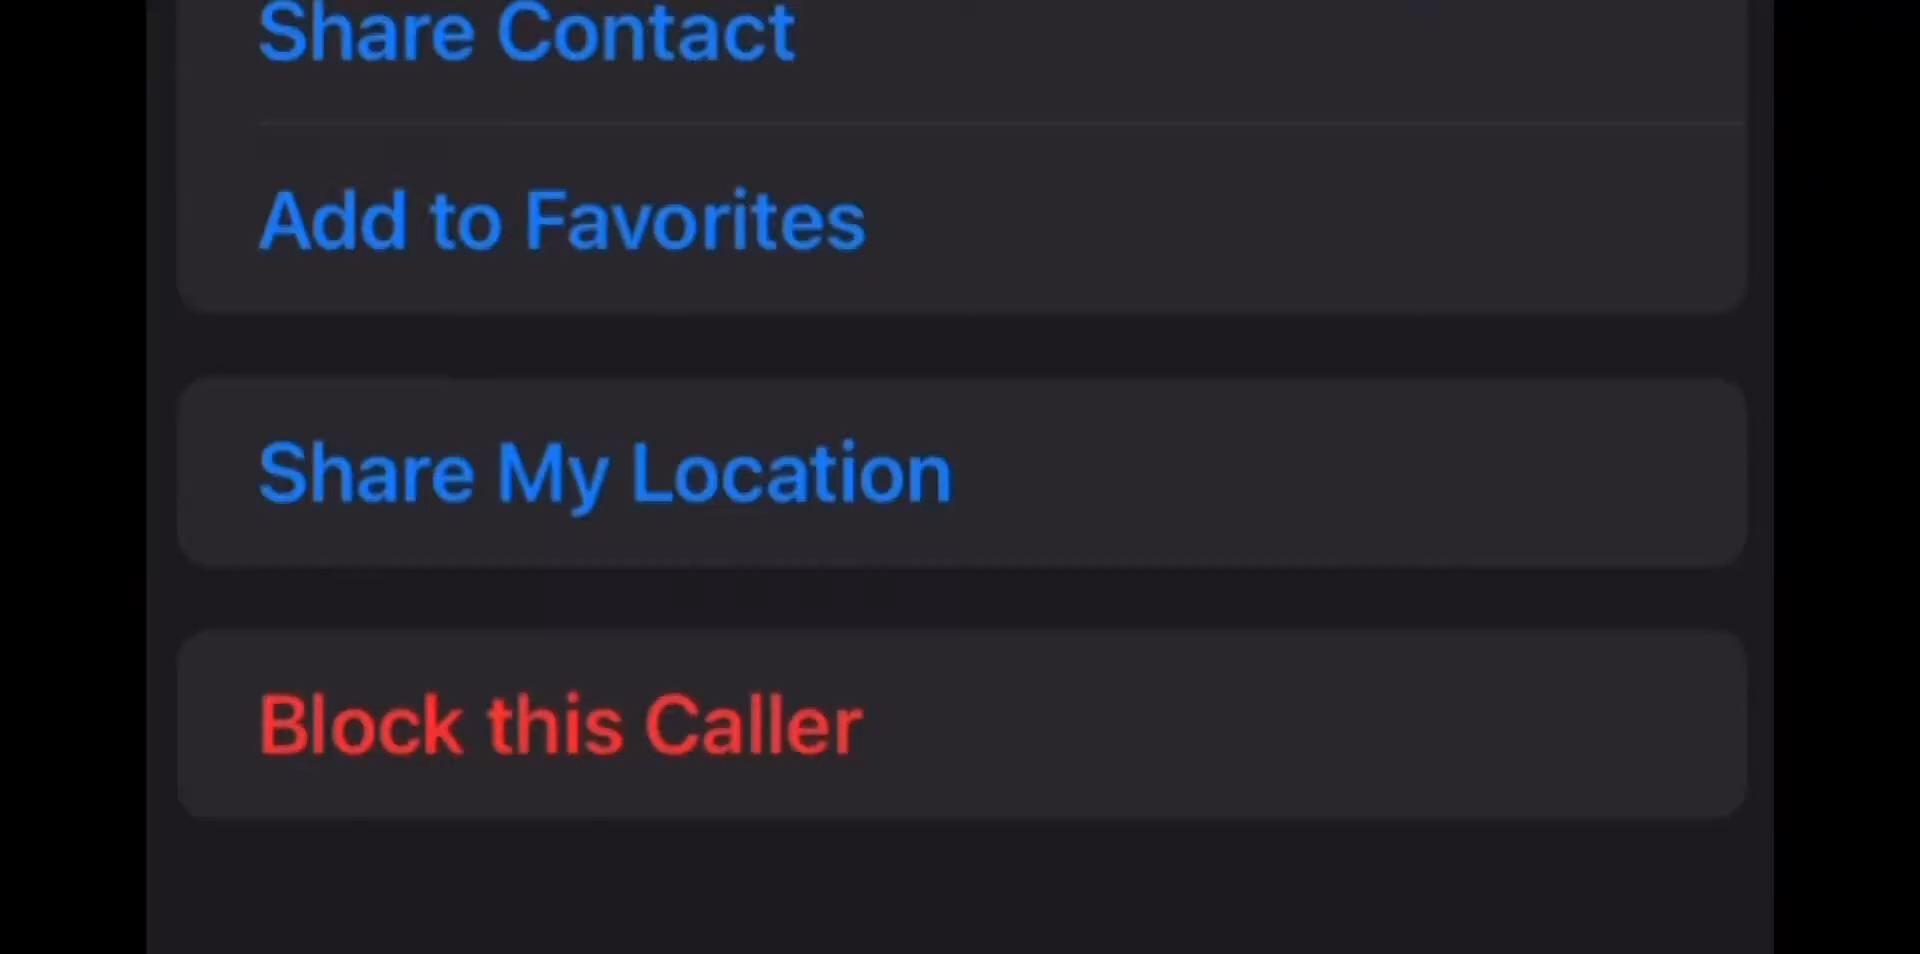 Share Contact
Add to Favorites
Share My Location
Block this Caller